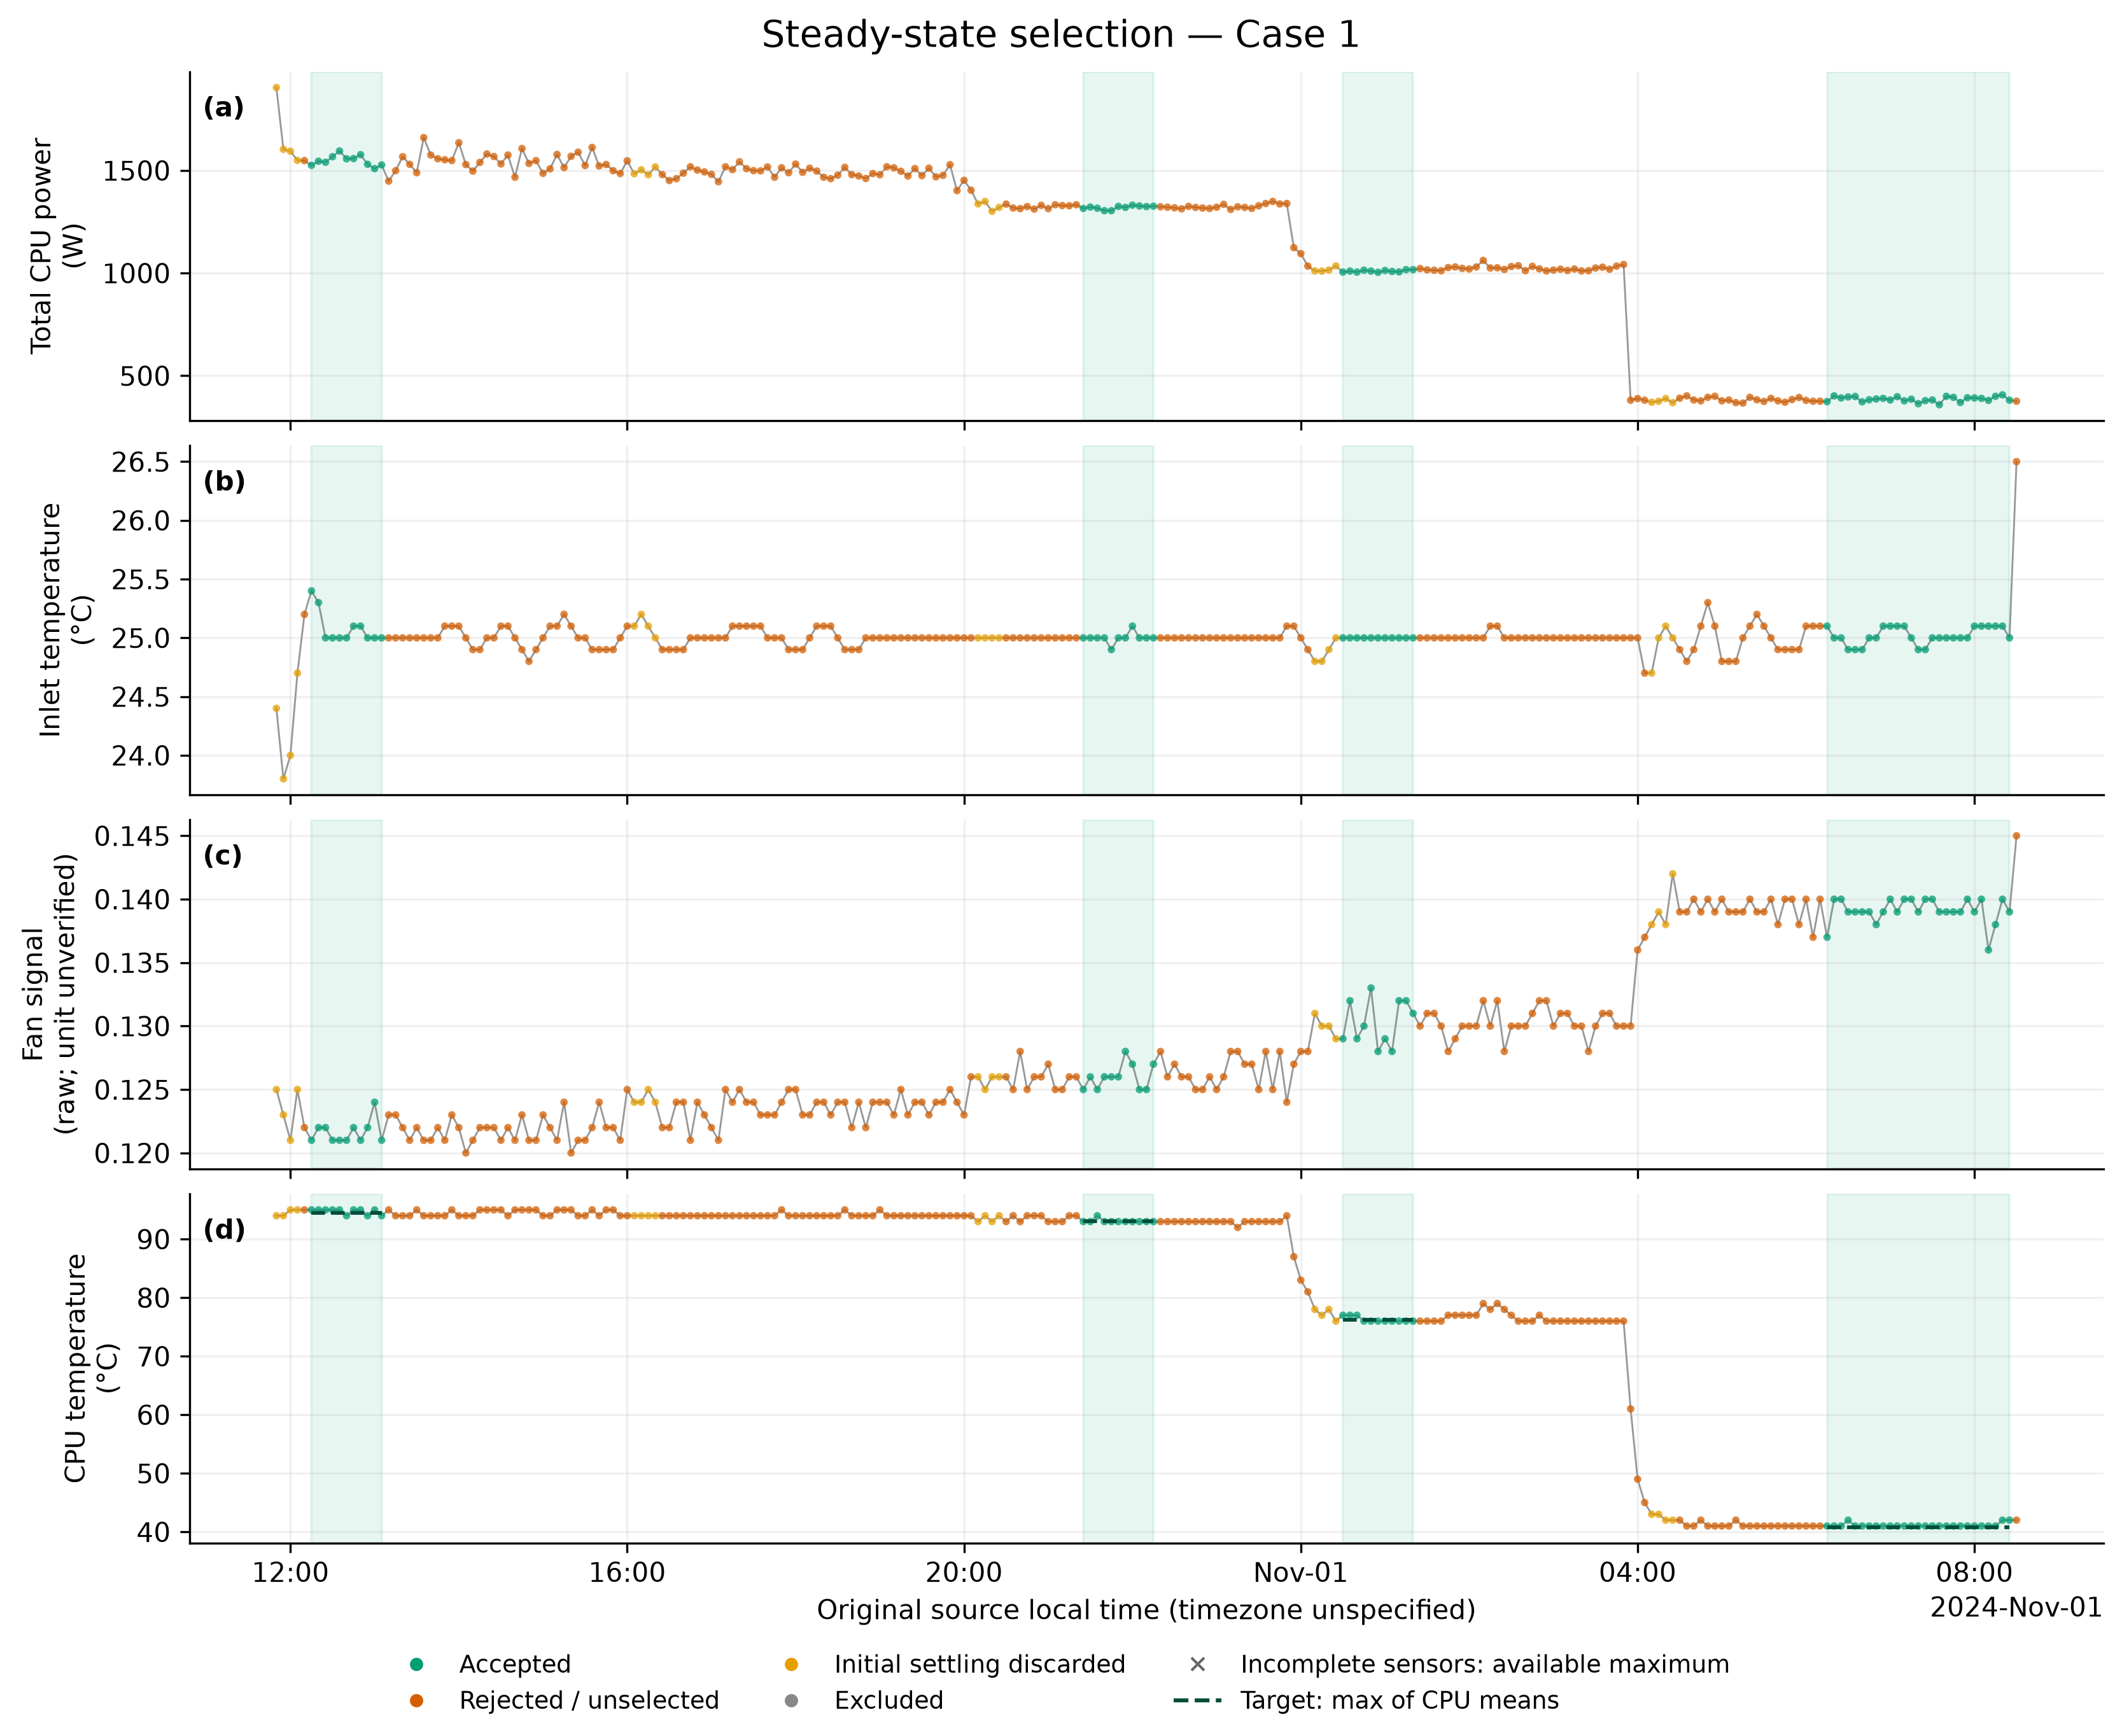 Steady-state selection — Case 1
(a)
Total CPU power
(W)
1500
1000
500
(b)
Inlet temperature
(°C)
26.5
26.0
25.5
25.0
24.5
24.0
(c)
Fan signal
(raw; unit unverified)
0.145
0.140
0.135
0.130
0.125
0.120
(d)
CPU temperature
(°C)
90
80
70
60
50
40
12:00 16:00 20:00 Nov-01 04:00 08:00
Original source local time (timezone unspecified)
2024-Nov-01
Accepted
Rejected / unselected
Initial settling discarded
Excluded
Incomplete sensors: available maximum
Target: max of CPU means